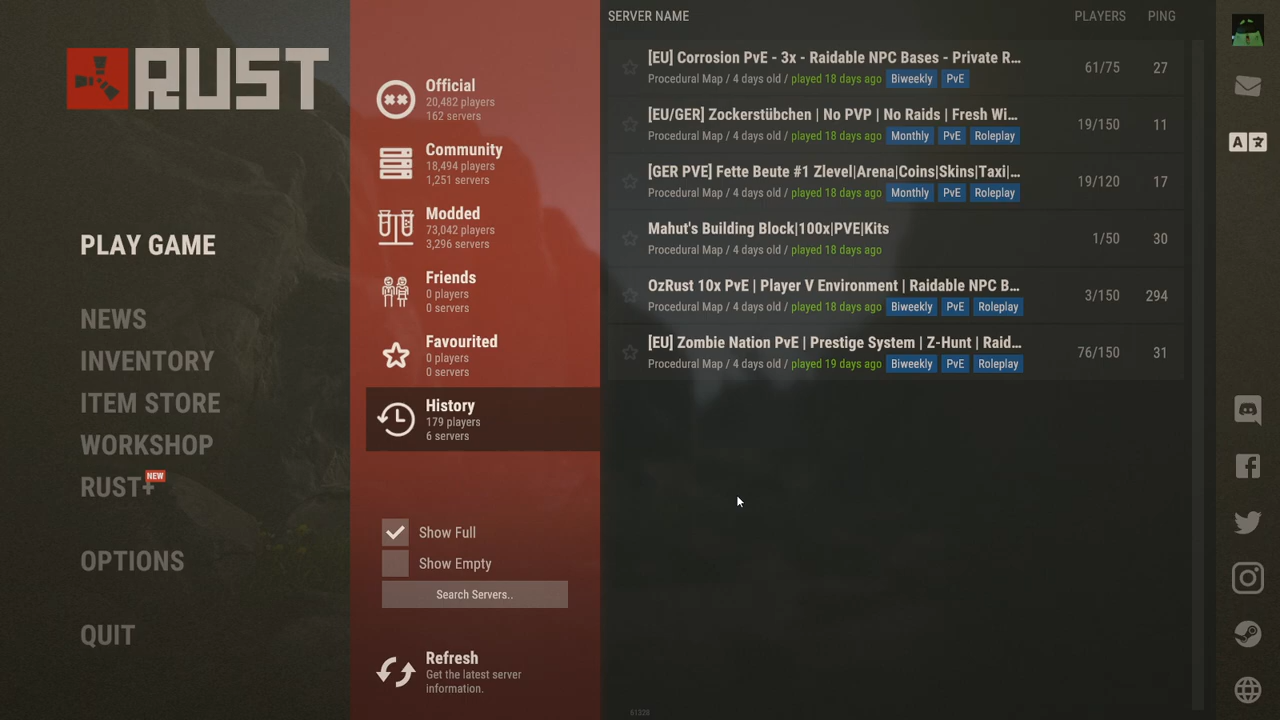 RUST
PLAY GAME
NEWS
INVENTORY
ITEM STORE
WORKSHOP
RUST+
NEW
OPTIONS
QUIT
Official
20,482 players
162 servers
Community
18,494 players
1,251 servers
Modded
73,042 players
3,296 servers
Friends
0 players
0 servers
Favourited
0 players
0 servers
History
179 players
6 servers
Show Full
Show Empty
Search Servers..
Refresh
Get the latest server
information.
SERVER NAME PLAYERS PING
[EU] Corrosion PvE - 3x - Raidable NPC Bases - Private R... 61/75 27
Procedural Map / 4 days old / played 18 days ago Biweekly PvE
[EU/GER] Zockerstübchen | No PVP | No Raids | Fresh Wi... 19/150 11
Procedural Map / 4 days old / played 18 days ago Monthly PvE Roleplay
[GER PVE] Fette Beute #1 Zlevel|Arena|Coins|Skins|Taxi|... 19/120 17
Procedural Map / 4 days old / played 18 days ago Monthly PvE Roleplay
Mahut's Building Block|100x|PVE|Kits 1/50 30
Procedural Map / 4 days old / played 18 days ago
OzRust 10x PvE | Player V Environment | Raidable NPC B... 3/150 294
Procedural Map / 4 days old / played 18 days ago Biweekly PvE Roleplay
[EU] Zombie Nation PvE | Prestige System | Z-Hunt | Raid... 76/150 31
Procedural Map / 4 days old / played 19 days ago Biweekly PvE Roleplay
A文